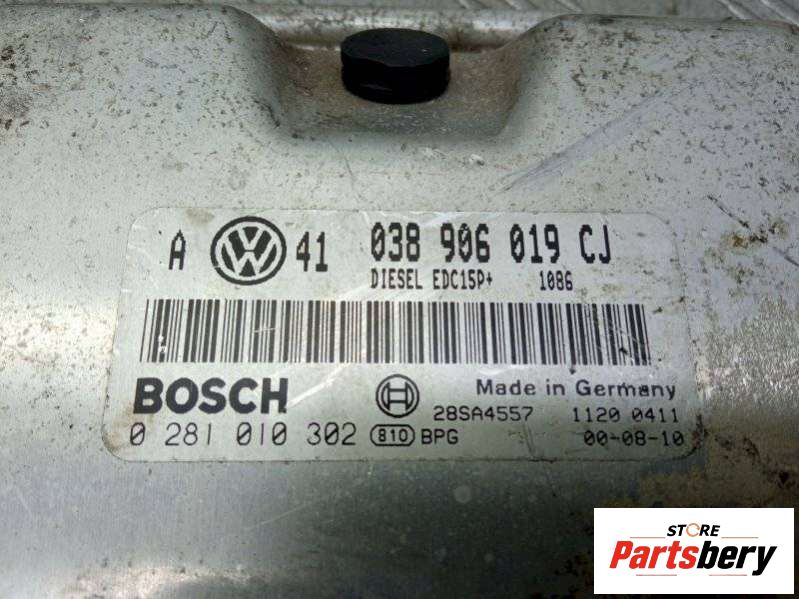 A VW 41 038 906 019 CJ
DIESEL EDC15P+ 1086
BOSCH Made in Germany
28SA4557 1120 0411
0 281 010 302 810 BPG 00-08-10
STORE
Partsbery